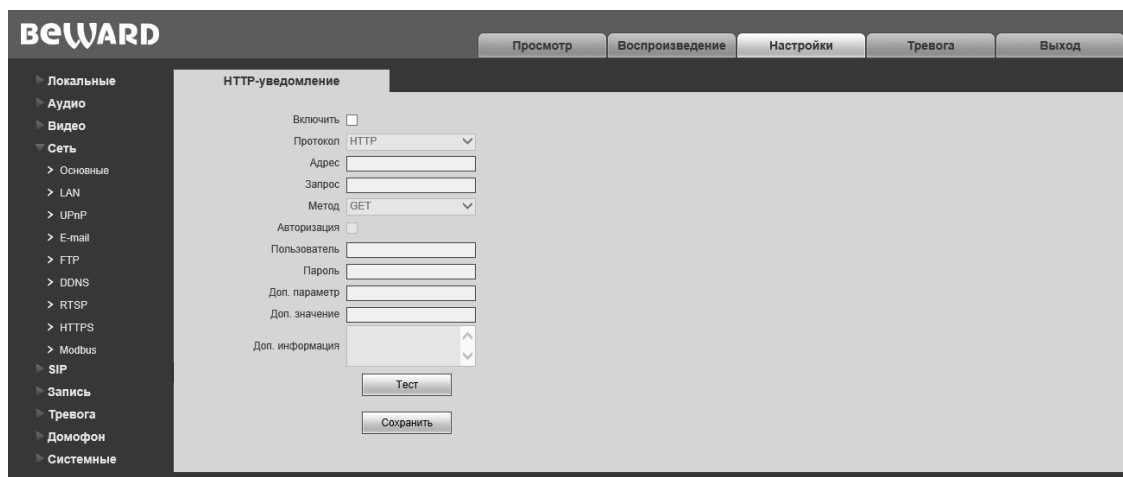 BEWARD
Просмотр
Воспроизведение
Настройки
Тревога
Выход
Локальные
Аудио
Видео
Сеть
Основные
LAN
UPnP
E-mail
FTP
DDNS
RTSP
HTTPS
Modbus
SIP
Запись
Тревога
Домофон
Системные
HTTP-уведомление
Включить
Протокол HTTP
Адрес
Запрос
Метод GET
Авторизация
Пользователь
Пароль
Доп. параметр
Доп. значение
Доп. информация
Тест
Сохранить